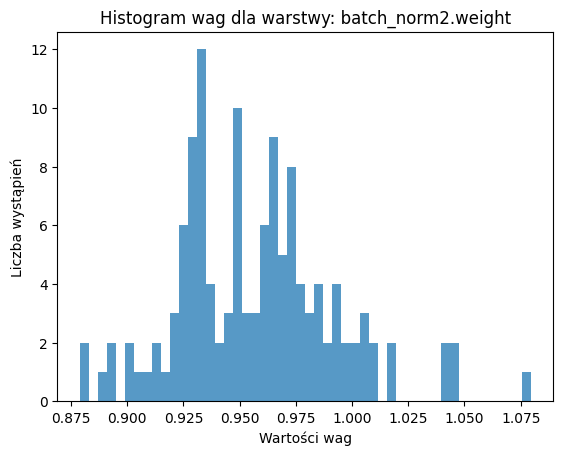 Histogram wag dla warstwy: batch_norm2.weight
Liczba wystąpień
12
10
8
6
4
2
0
0.875 0.900 0.925 0.950 0.975 1.000 1.025 1.050 1.075
Wartości wag